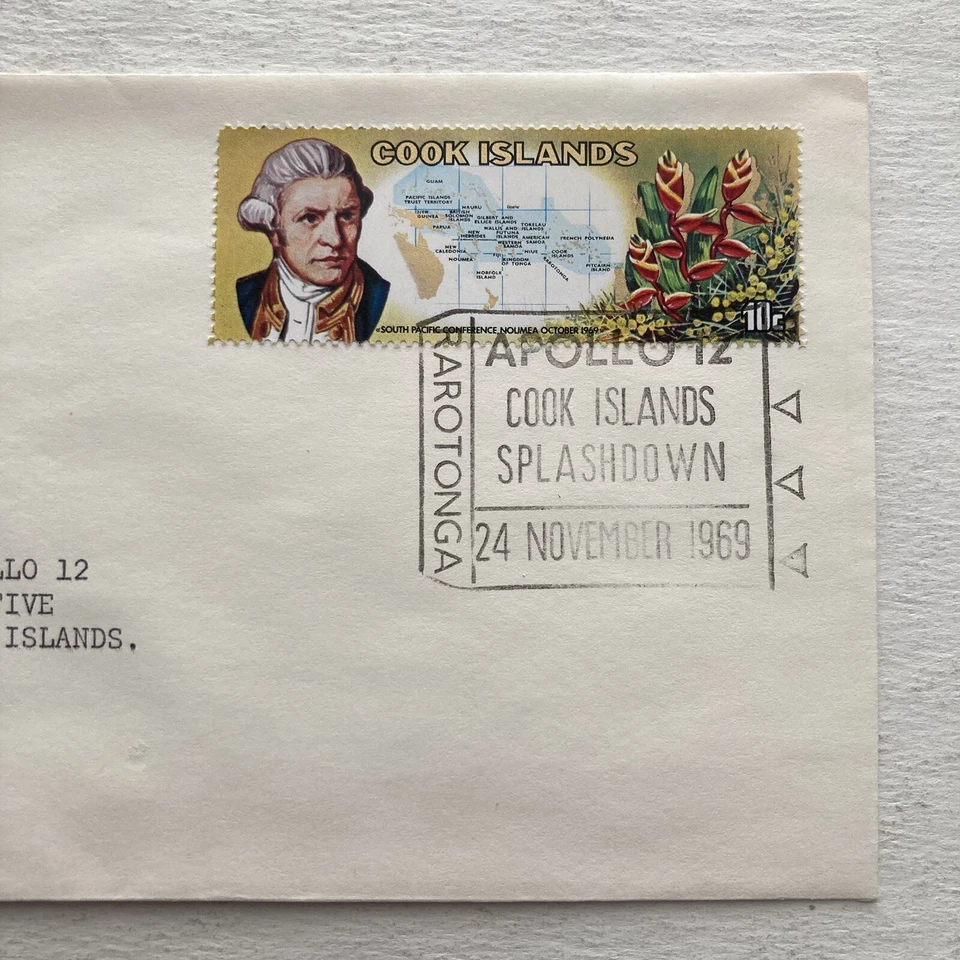 COOK ISLANDS
GUAM
PACIFIC ISLANDS
TRUST TERRITORY
NAURU
NEW
GUINEA
BRITISH
SOLOMON
ISLANDS
GILBERT AND
ELLICE ISLANDS
TOKELAU
ISLANDS
PAPUA
NEW
HEBRIDES
WALLIS AND
FUTUNA
ISLANDS
AMERICAN
SAMOA
FRENCH POLYNESIA
WESTERN
SAMOA
NEW
CALEDONIA
NOUMEA
FIJI
KINGDOM
OF TONGA
NIUE
COOK
ISLANDS
RAROTONGA
PITCAIRN
ISLAND
NORFOLK
ISLAND
SOUTH PACIFIC CONFERENCE, NOUMEA OCTOBER 1969
10c
RAROTONGA
APOLLO 12
COOK ISLANDS
SPLASHDOWN
24 NOVEMBER 1969
LLO 12
TIVE
ISLANDS.